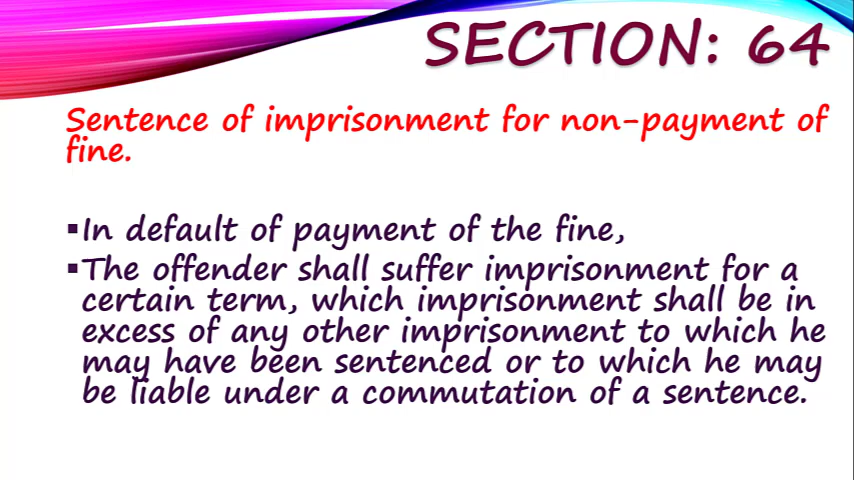 SECTION: 64
Sentence of imprisonment for non-payment of
fine.
▪In default of payment of the fine,
▪The offender shall suffer imprisonment for a
certain term, which imprisonment shall be in
excess of any other imprisonment to which he
may have been sentenced or to which he may
be liable under a commutation of a sentence.